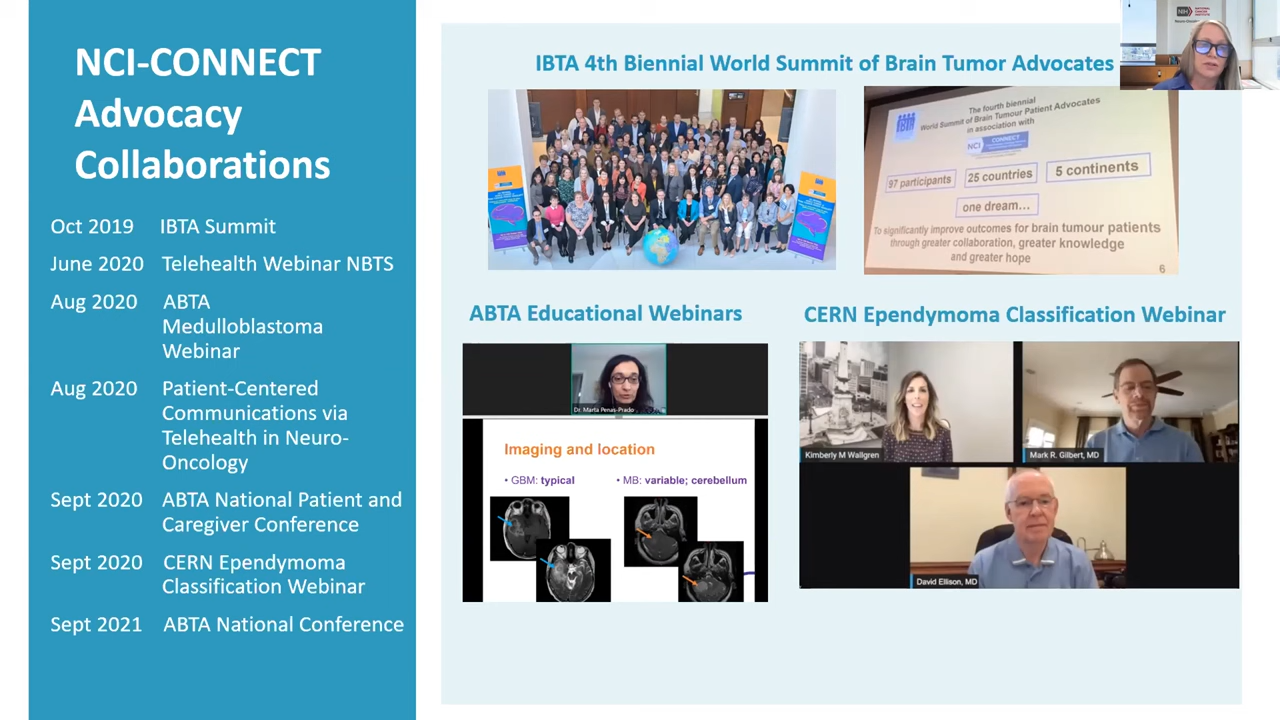 NCI-CONNECT
Advocacy
Collaborations
Oct 2019 IBTA Summit
June 2020 Telehealth Webinar NBTS
Aug 2020 ABTA
Medulloblastoma
Webinar
Aug 2020 Patient-Centered
Communications via
Telehealth in Neuro-
Oncology
Sept 2020 ABTA National Patient and
Caregiver Conference
Sept 2020 CERN Ependymoma
Classification Webinar
Sept 2021 ABTA National Conference
IBTA 4th Biennial World Summit of Brain Tumor Advocates
The fourth biennial
World Summit of Brain Tumour Patient Advocates
in association with
NCI CONNECT
97 participants
25 countries
5 continents
one dream...
To significantly improve outcomes for brain tumour patients
through greater collaboration, greater knowledge
and greater hope
6
ABTA Educational Webinars
Dr. Marta Penas-Prado
Imaging and location
• GBM: typical
• MB: variable; cerebellum
CERN Ependymoma Classification Webinar
Kimberly M Wallgren
Mark R. Gilbert, MD
David Ellison, MD
NIH